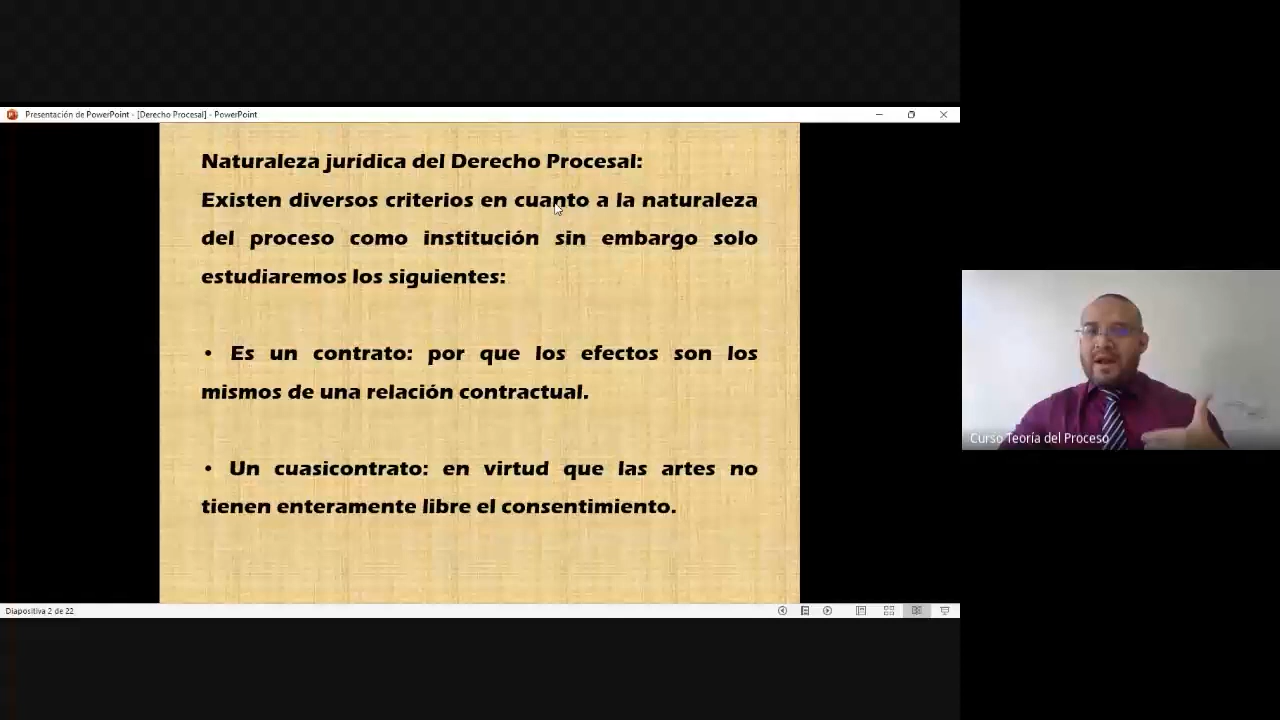 Presentación de PowerPoint - [Derecho Procesal] - PowerPoint
Naturaleza jurídica del Derecho Procesal:
Existen diversos criterios en cuanto a la naturaleza
del proceso como institución sin embargo solo
estudiaremos los siguientes:
• Es un contrato: por que los efectos son los
mismos de una relación contractual.
• Un cuasicontrato: en virtud que las artes no
tienen enteramente libre el consentimiento.
Curso Teoría del Proceso
Diapositiva 2 de 22